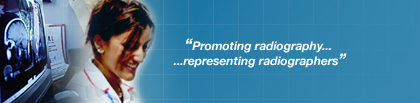 “Promoting radiography...
...representing radiographers”